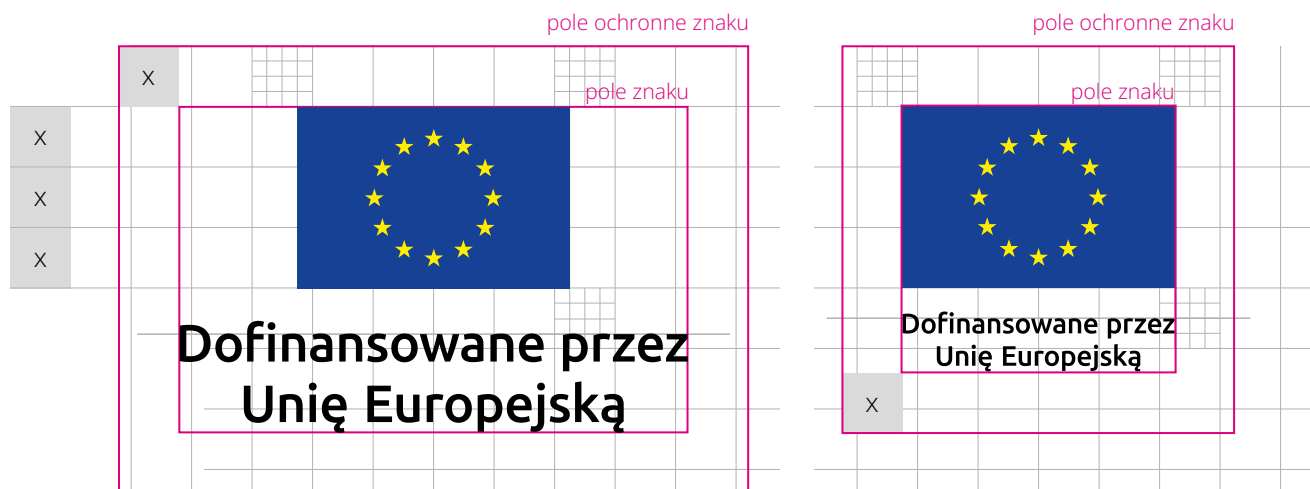 pole ochronne znaku
X
pole znaku
X
X
X
Dofinansowane przez
Unię Europejską
pole ochronne znaku
pole znaku
Dofinansowane przez
Unię Europejską
X